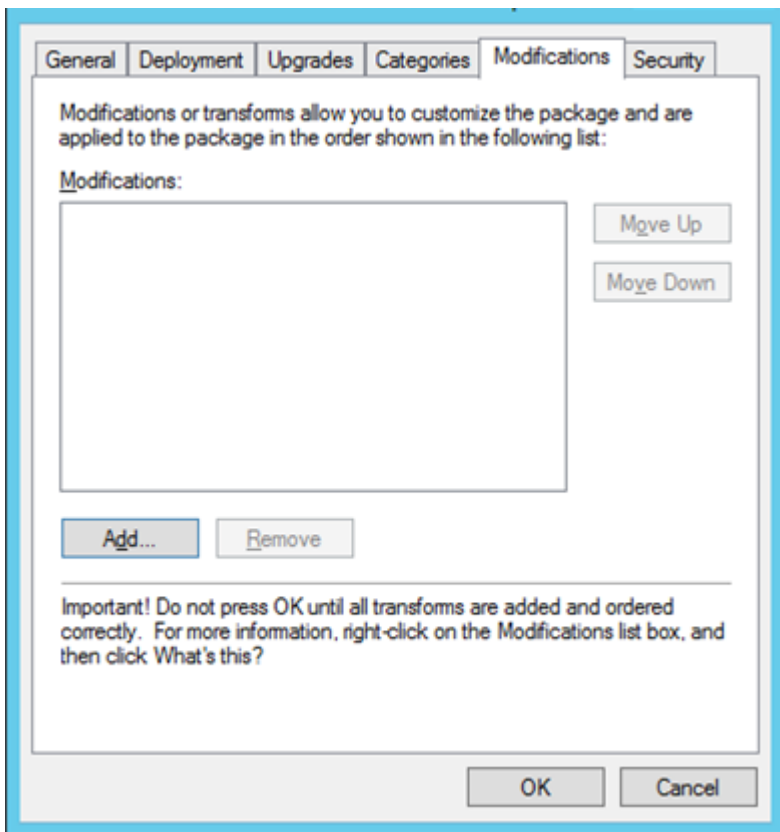 General Deployment Upgrades Categories Modifications Security
Modifications or transforms allow you to customize the package and are
applied to the package in the order shown in the following list:
Modifications:
Move Up
Move Down
Add... Remove
Important! Do not press OK until all transforms are added and ordered
correctly. For more information, right-click on the Modifications list box, and
then click What's this?
OK Cancel